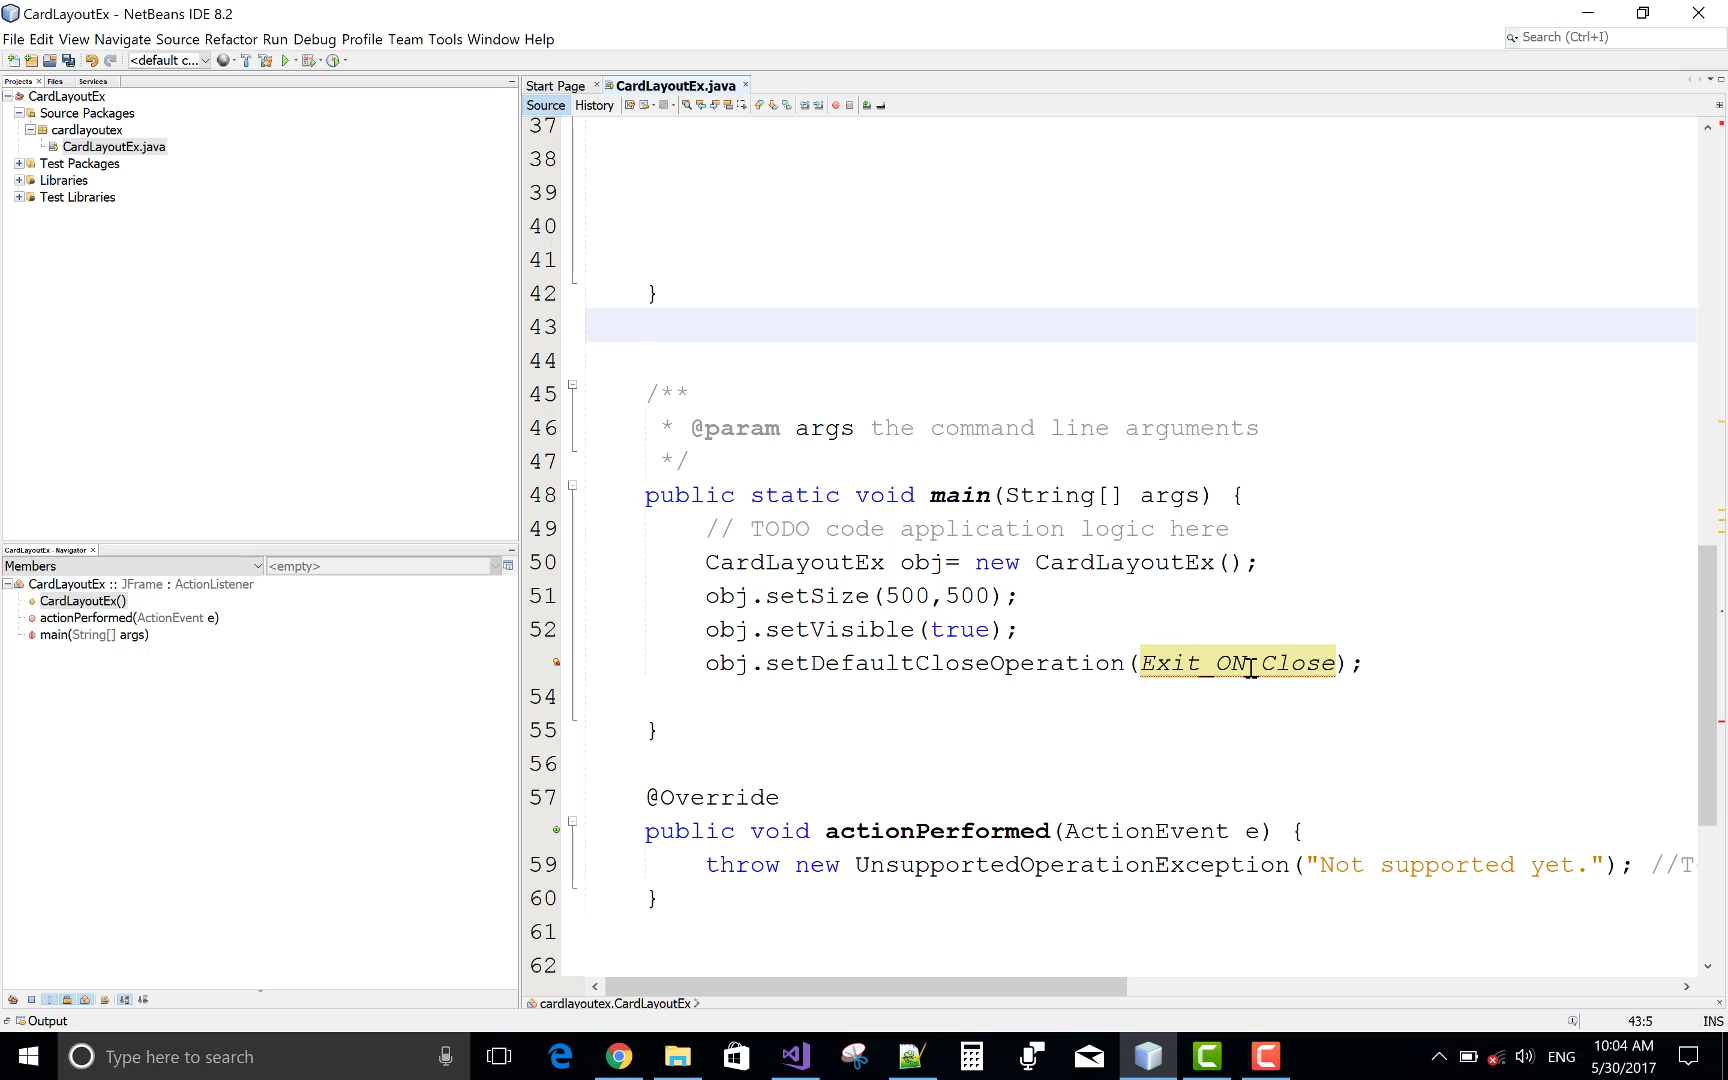 CardLayoutEx - NetBeans IDE 8.2
File Edit View Navigate Source Refactor Run Debug Profile Team Tools Window Help
Search (Ctrl+I)
<default c...
Projects Files Services
Start Page CardLayoutEx.java
Source History
CardLayoutEx
Source Packages
cardlayoutex
CardLayoutEx.java
Test Packages
Libraries
Test Libraries
37
38
39
40
41
42 }
43
44
45 /**
46 * @param args the command line arguments
47 */
48 public static void main(String[] args) {
49 // TODO code application logic here
50 CardLayoutEx obj= new CardLayoutEx();
51 obj.setSize(500,500);
52 obj.setVisible(true);
obj.setDefaultCloseOperation(Exit_ON_Close);
54
55 }
56
57 @Override
public void actionPerformed(ActionEvent e) {
59 throw new UnsupportedOperationException("Not supported yet."); //T
60 }
61
62
CardLayoutEx - Navigator
Members <empty>
CardLayoutEx :: JFrame : ActionListener
CardLayoutEx()
actionPerformed(ActionEvent e)
main(String[] args)
cardlayoutex.CardLayoutEx
Output
43:5 INS
Type here to search
ENG
10:04 AM
5/30/2017